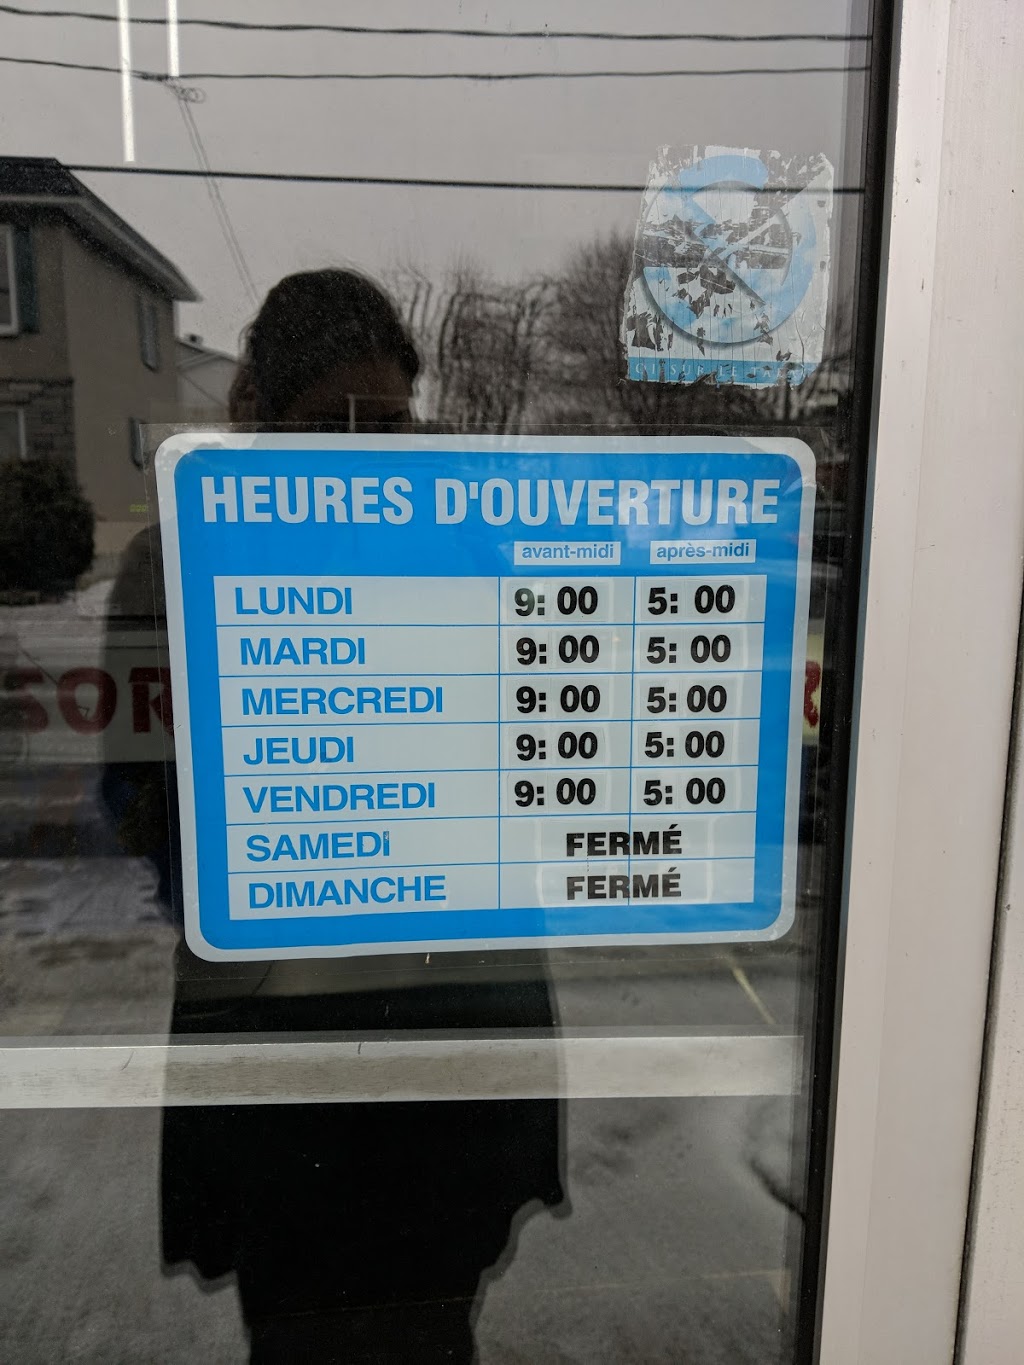 HEURES D'OUVERTURE
avant-midi après-midi
LUNDI 9: 00 5: 00
MARDI 9: 00 5: 00
MERCREDI 9: 00 5: 00
JEUDI 9: 00 5: 00
VENDREDI 9: 00 5: 00
SAMEDI FERMÉ
DIMANCHE FERMÉ